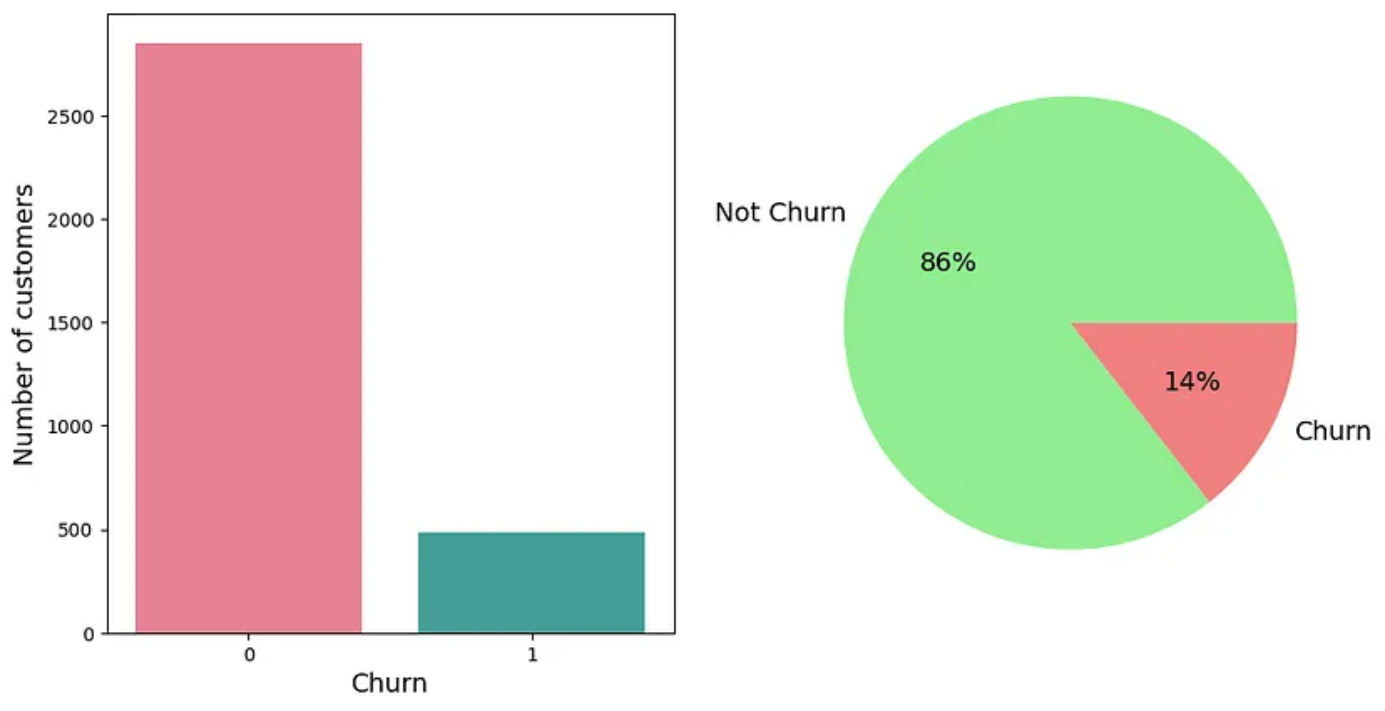 Number of customers
2500
2000
1500
1000
500
0
0
1
Churn
Not Churn
86%
14%
Churn